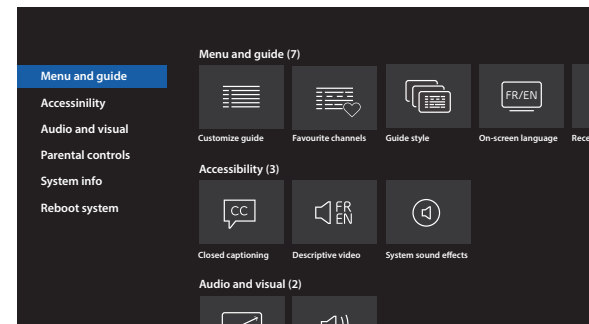 Menu and guide
Accessinility
Audio and visual
Parental controls
System info
Reboot system
Menu and guide (7)
FR/EN
Customize guide
Favourite channels
Guide style
On-screen language
Rece
Accessibility (3)
CC
FR
EN
Closed captioning
Descriptive video
System sound effects
Audio and visual (2)